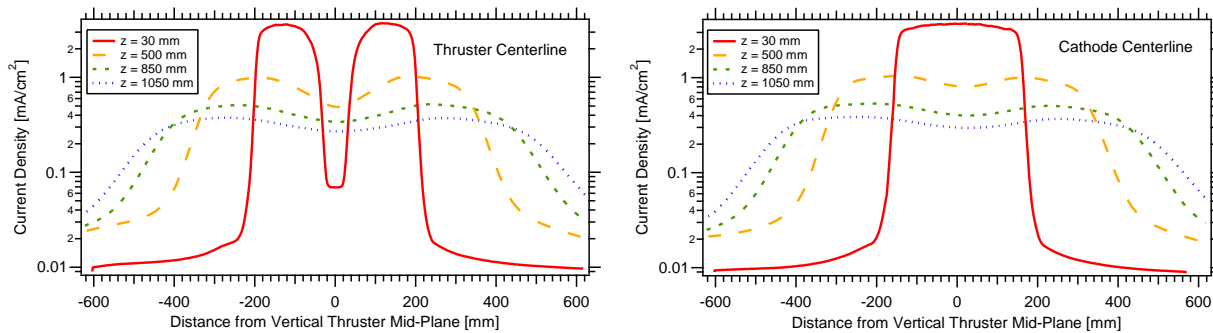 Thruster Centerline
z = 30 mm
z = 500 mm
z = 850 mm
z = 1050 mm
Current Density [mA/cm²]
2
1
6
4
2
0.1
6
4
2
0.01
-600 -400 -200 0 200 400 600
Distance from Vertical Thruster Mid-Plane [mm]
Cathode Centerline
z = 30 mm
z = 500 mm
z = 850 mm
z = 1050 mm
Current Density [mA/cm²]
2
1
6
4
2
0.1
6
4
2
0.01
-600 -400 -200 0 200 400 600
Distance from Vertical Thruster Mid-Plane [mm]